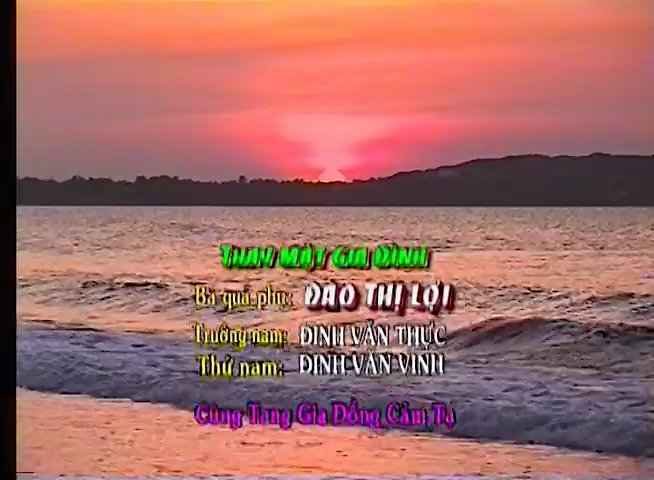 THAY MẶT GIA ĐÌNH
Bà quả phụ: ĐÀO THỊ LỢI
Trưởng nam: ĐINH VĂN THỰC
Thứ nam: ĐINH VĂN VINH
Cùng Tang Gia Đồng Cảm Tạ